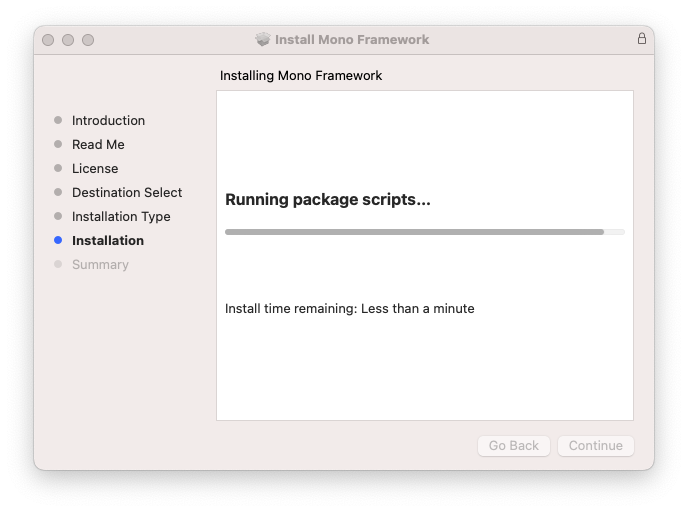 Install Mono Framework
Installing Mono Framework
Introduction
Read Me
License
Destination Select
Installation Type
Installation
Summary
Running package scripts...
Install time remaining: Less than a minute
Go Back
Continue